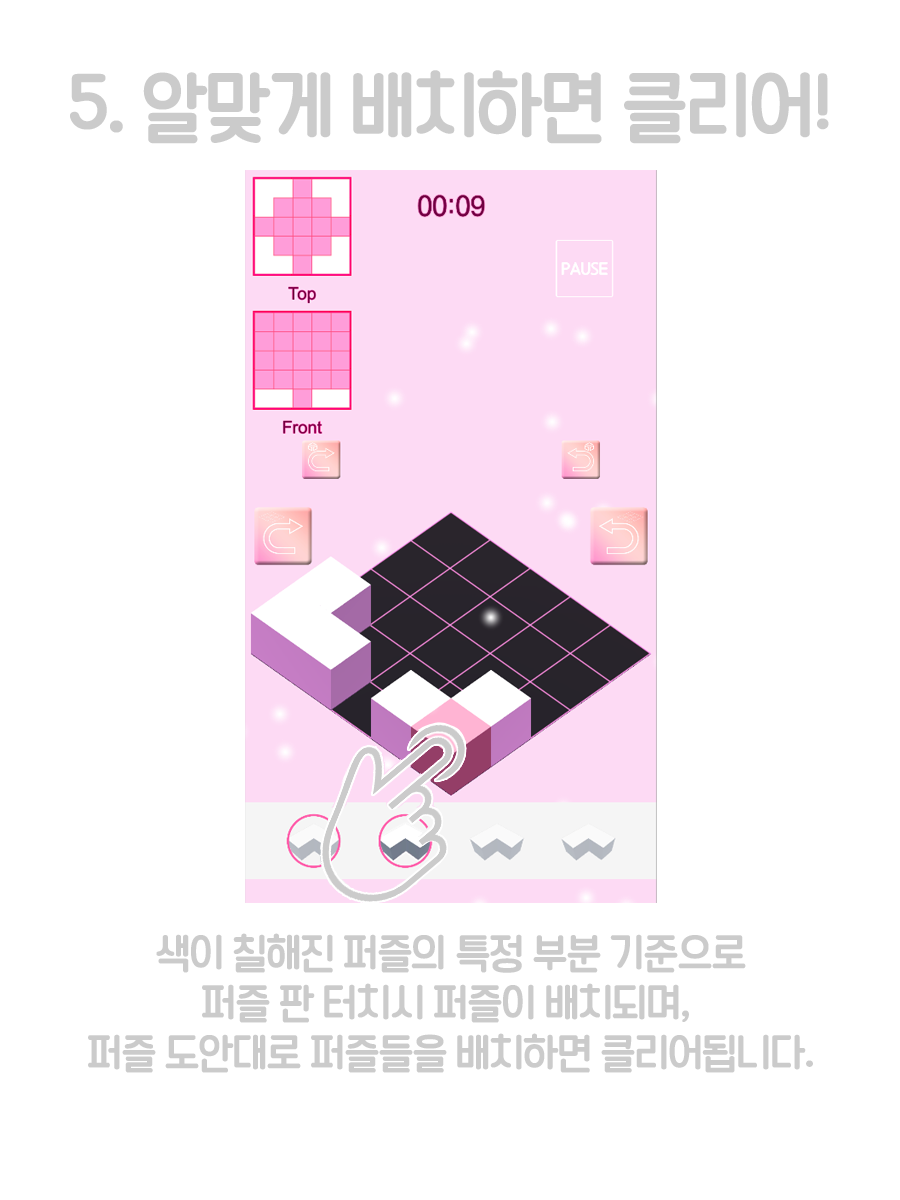 5. 알맞게 배치하면 클리어!
00:09
PAUSE
Top
Front
색이 칠해진 퍼즐의 특정 부분 기준으로
퍼즐 판 터치시 퍼즐이 배치되며,
퍼즐 도안대로 퍼즐들을 배치하면 클리어됩니다.